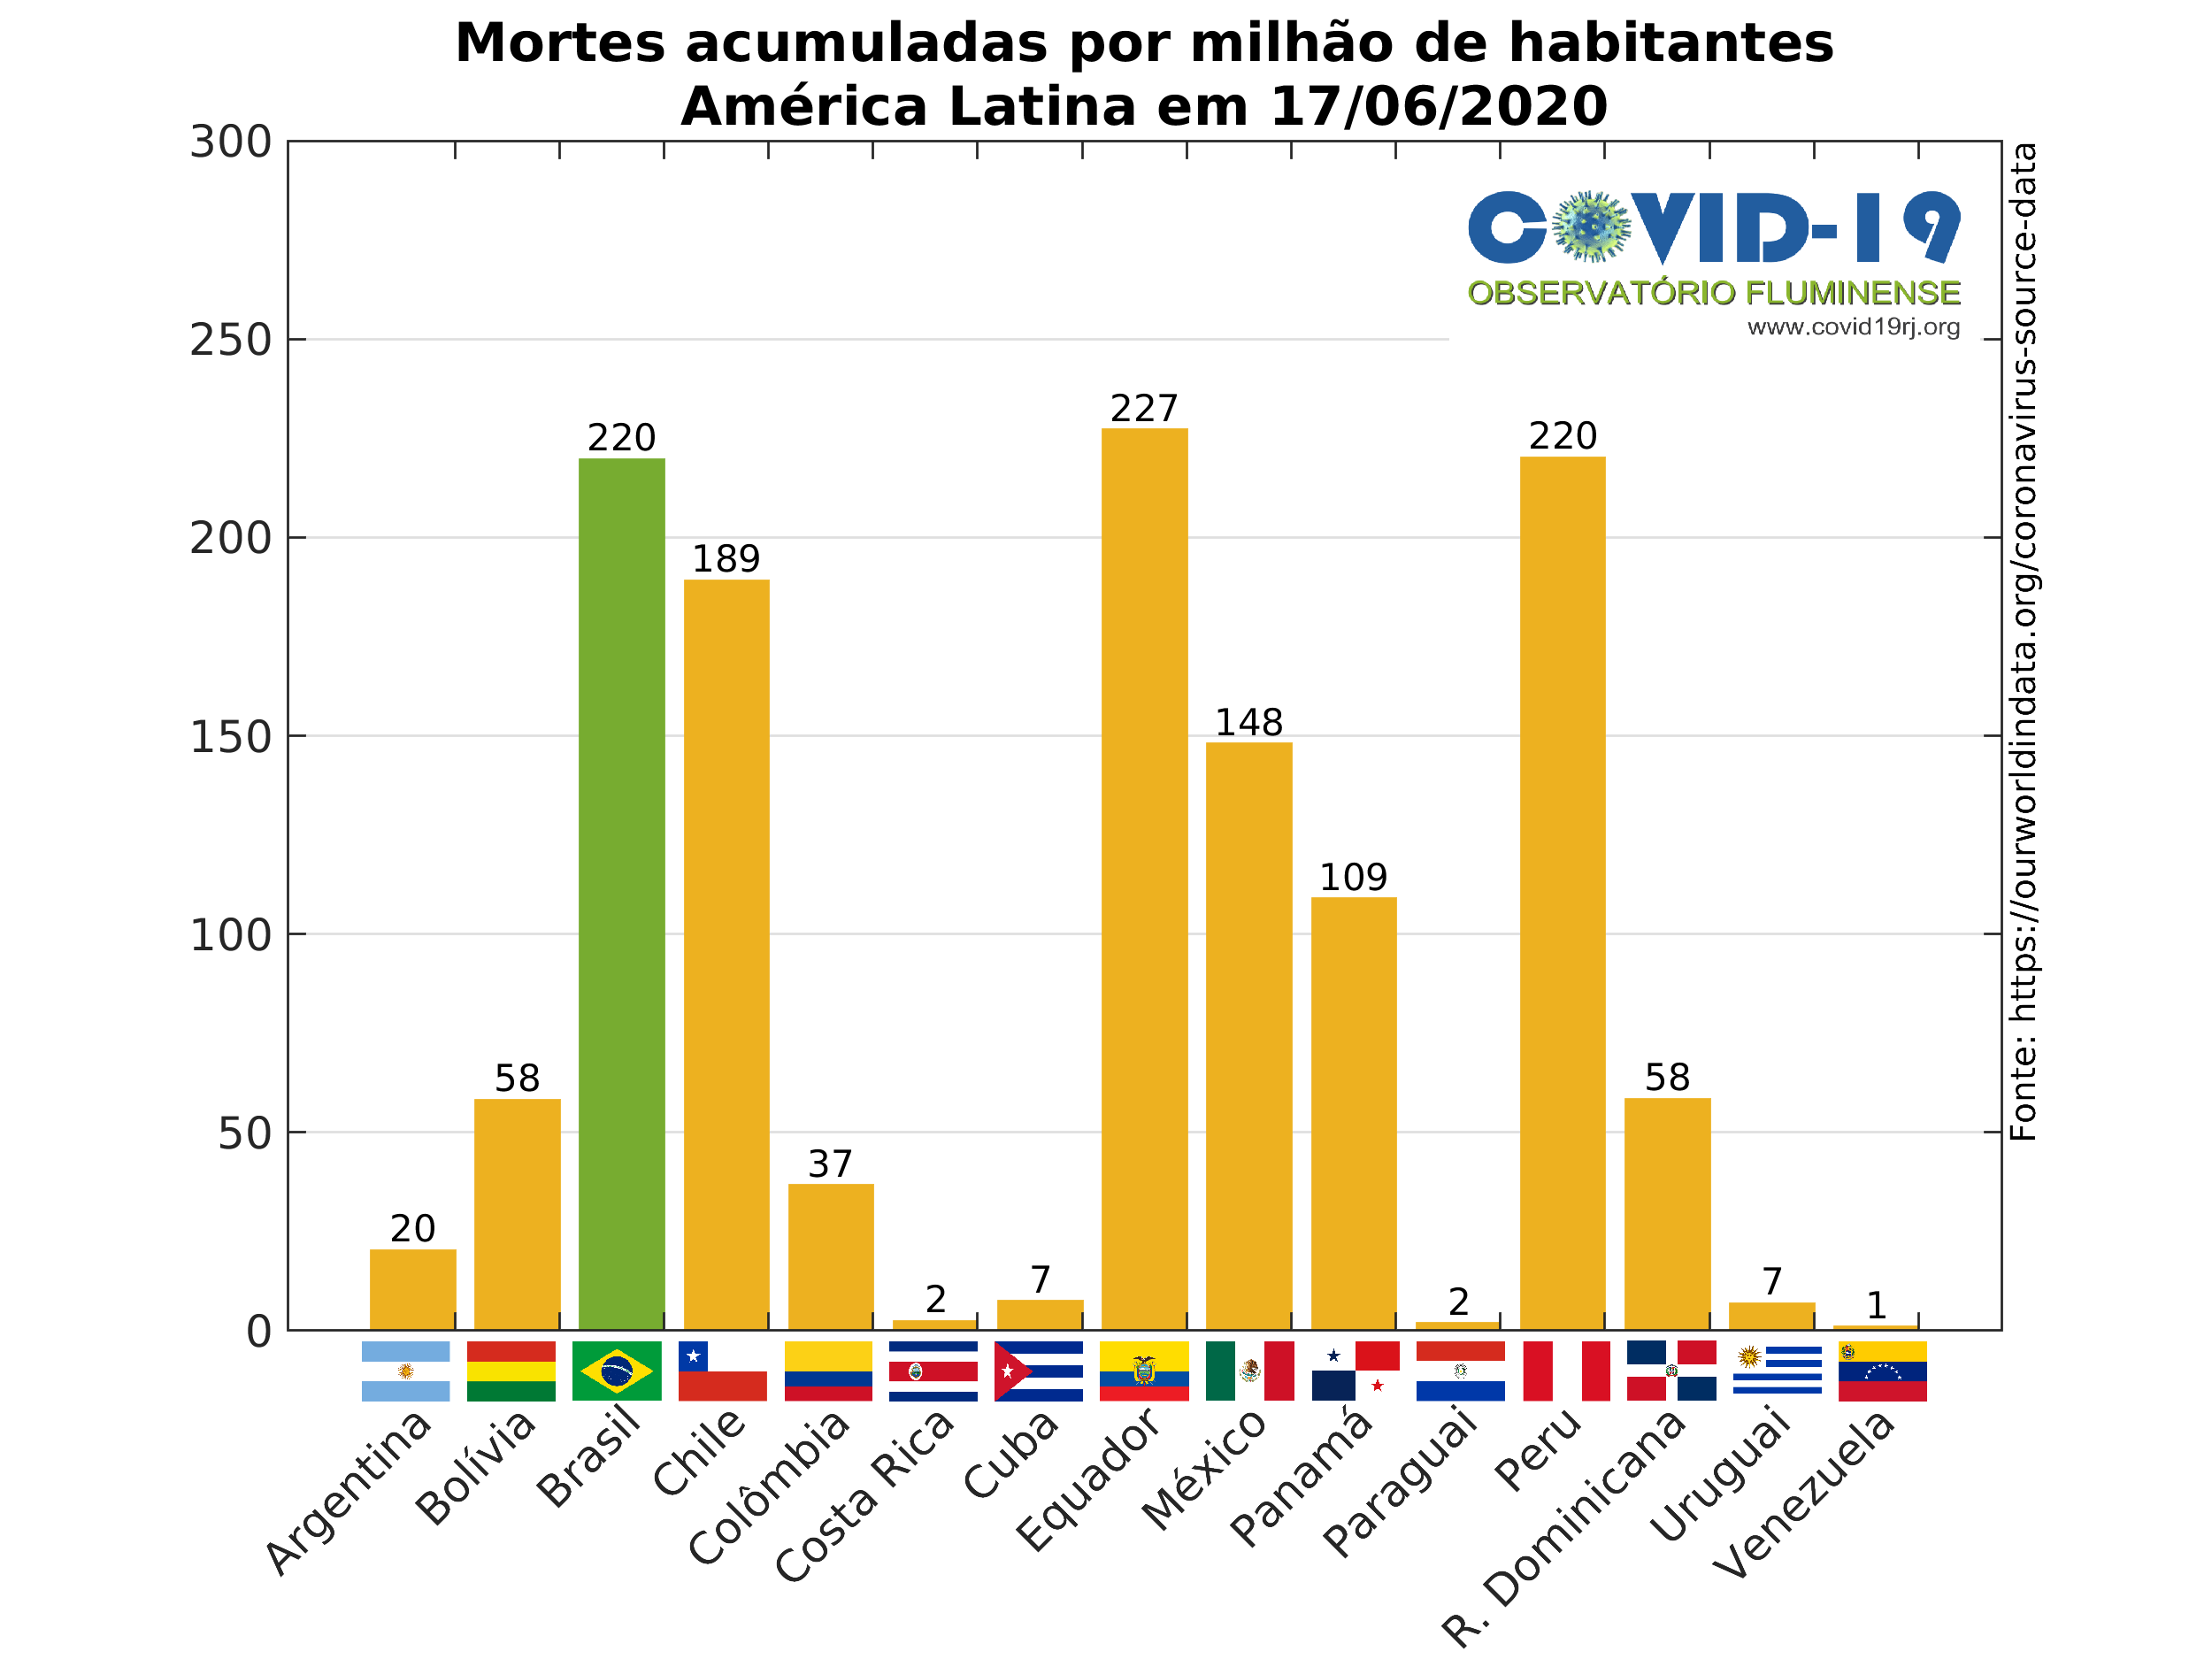 Mortes acumuladas por milhão de habitantes
América Latina em 17/06/2020
COVID-19
OBSERVATÓRIO FLUMINENSE
www.covid19rj.org
Fonte: https://ourworldindata.org/coronavirus-source-data
300
250
200
150
100
50
0
20
58
220
189
37
2
7
227
148
109
2
220
58
7
1
Argentina
Bolívia
Brasil
Chile
Colômbia
Costa Rica
Cuba
Equador
México
Panamá
Paraguai
Peru
R. Dominicana
Uruguai
Venezuela